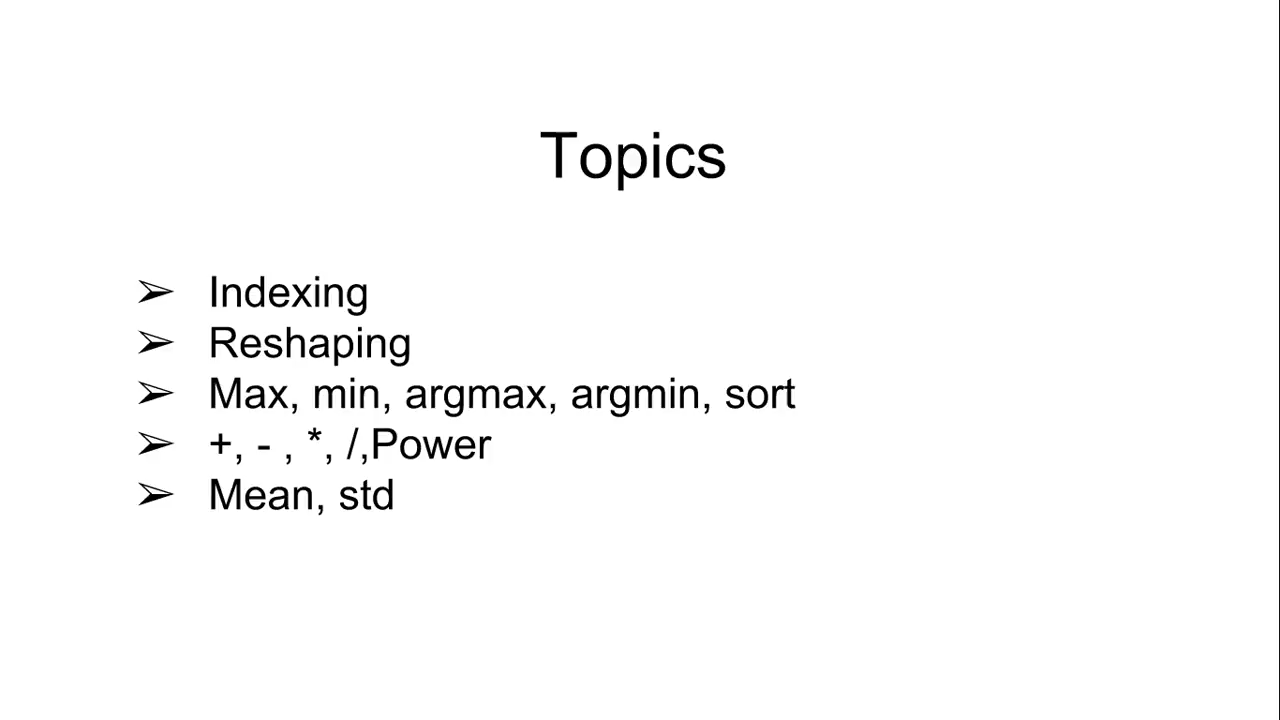 Topics
➢ Indexing
➢ Reshaping
➢ Max, min, argmax, argmin, sort
➢ +, - , *, /,Power
➢ Mean, std